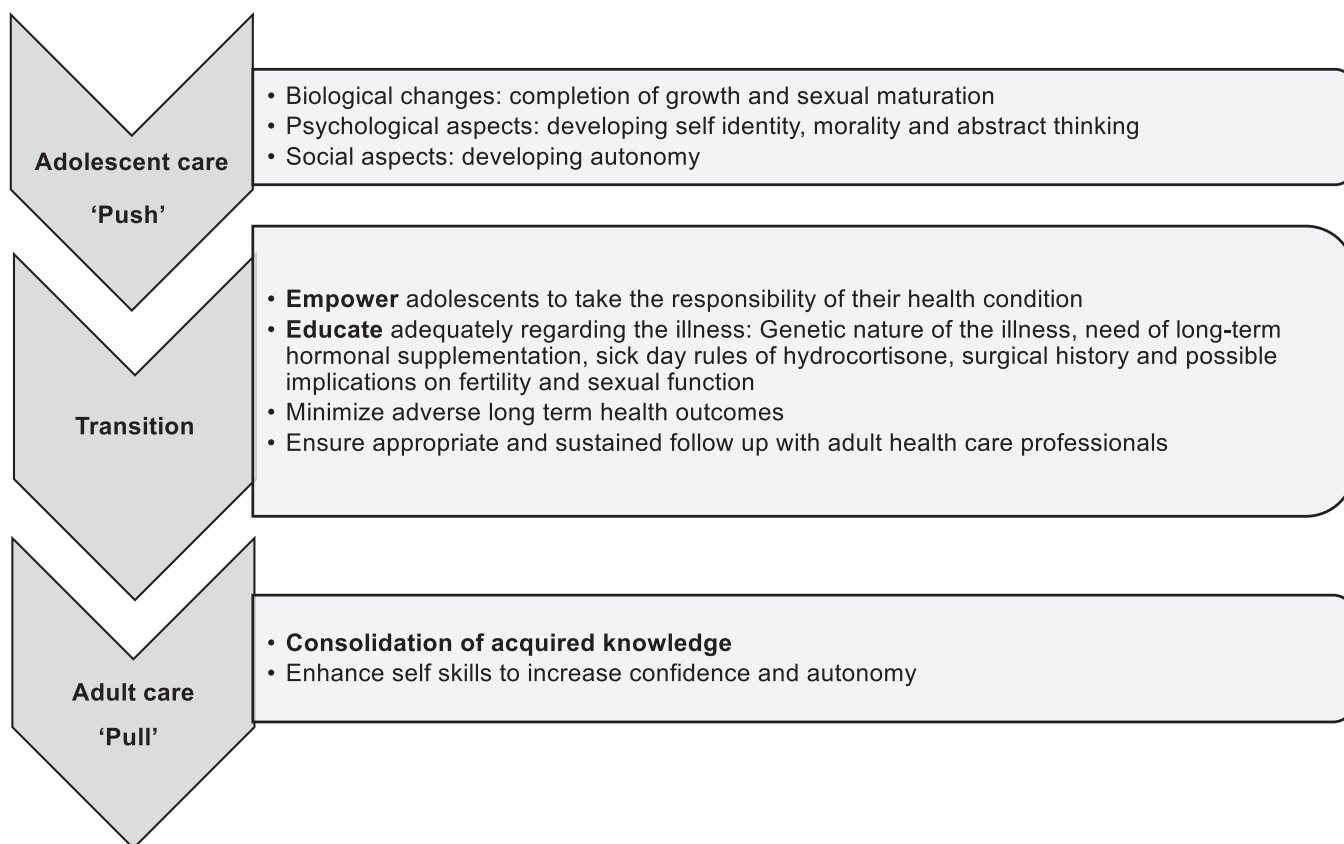 Adolescent care
‘Push’
• Biological changes: completion of growth and sexual maturation
• Psychological aspects: developing self identity, morality and abstract thinking
• Social aspects: developing autonomy
Transition
• Empower adolescents to take the responsibility of their health condition
• Educate adequately regarding the illness: Genetic nature of the illness, need of long-term
hormonal supplementation, sick day rules of hydrocortisone, surgical history and possible
implications on fertility and sexual function
• Minimize adverse long term health outcomes
• Ensure appropriate and sustained follow up with adult health care professionals
Adult care
‘Pull’
• Consolidation of acquired knowledge
• Enhance self skills to increase confidence and autonomy